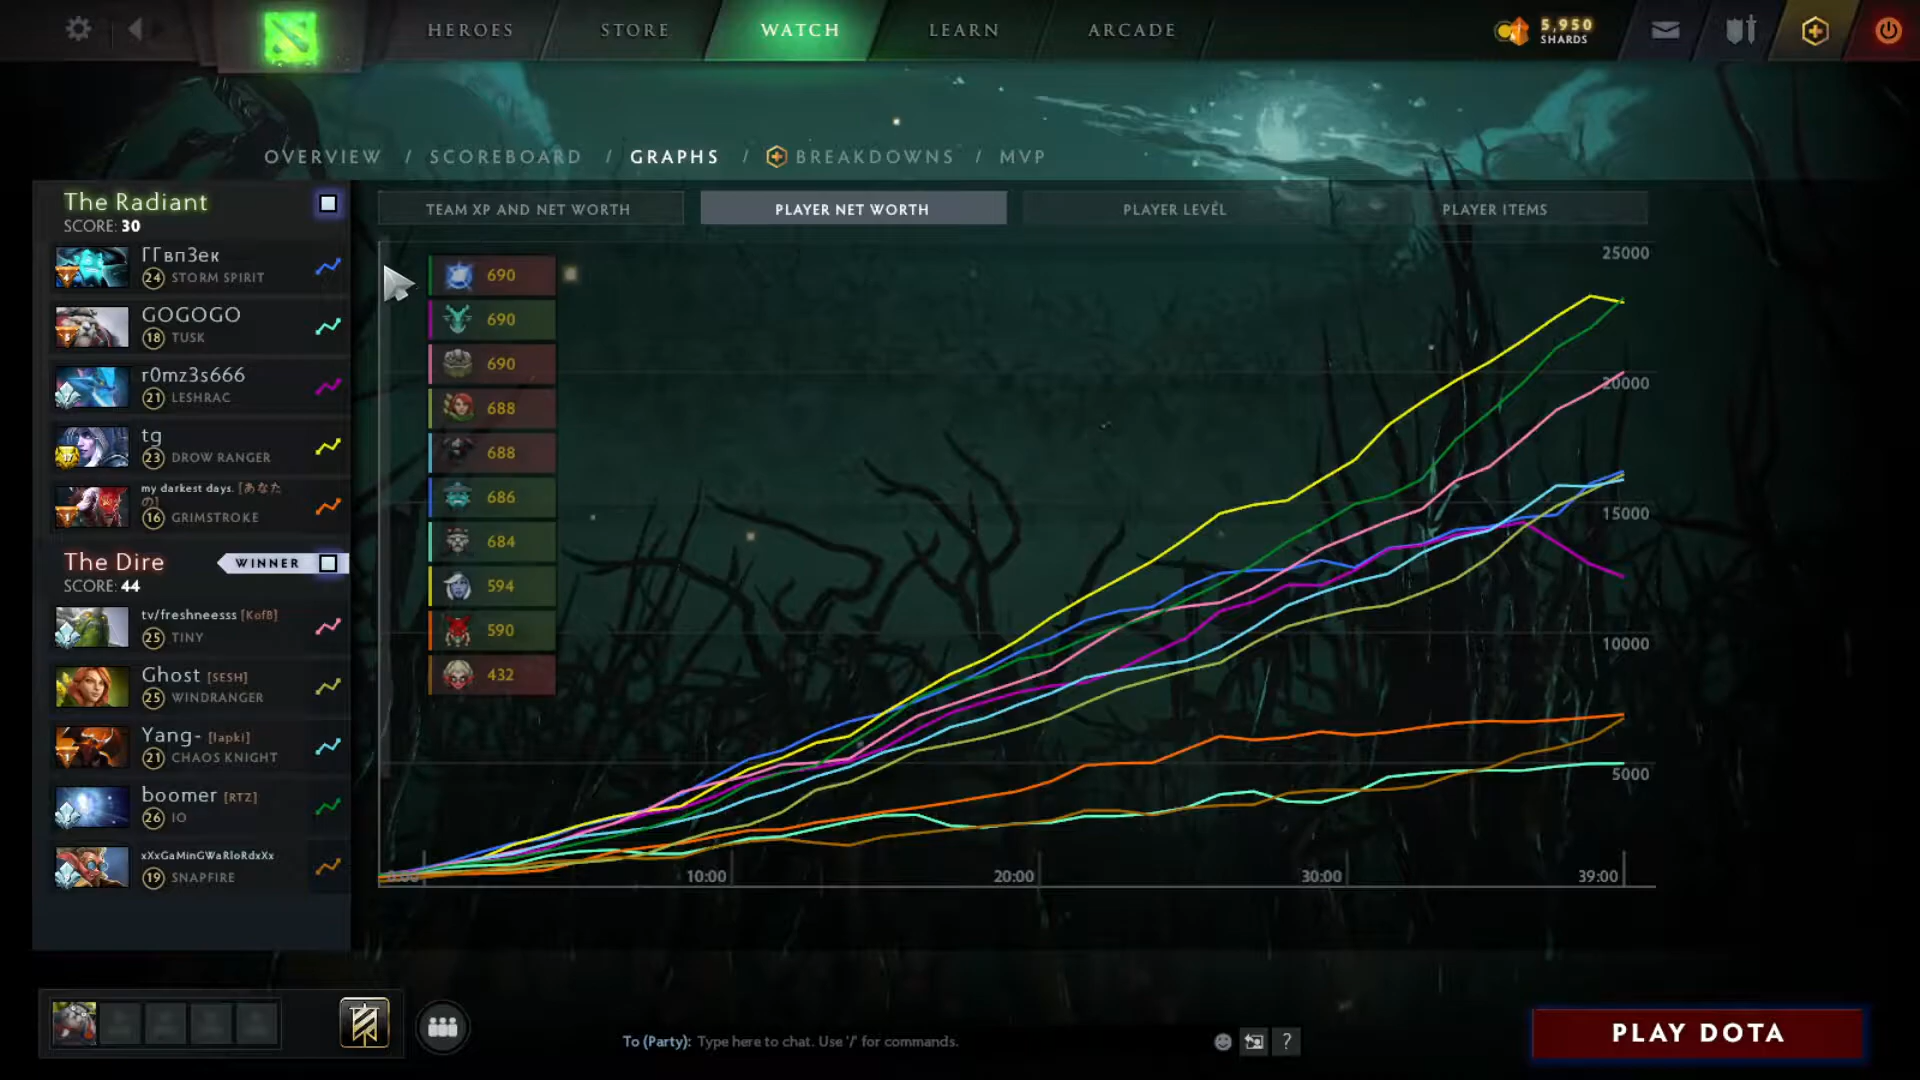 HEROES
STORE
WATCH
LEARN
ARCADE
5,950
SHARDS
OVERVIEW / SCOREBOARD / GRAPHS / BREAKDOWNS / MVP
The Radiant
SCORE: 30
ГГвпЗек
24 STORM SPIRIT
GOGOGO
18 TUSK
r0mz3s666
21 LESHRAC
tg
23 DROW RANGER
my darkest days. [あなた
の]
16 GRIMSTROKE
The Dire
WINNER
SCORE: 44
tv/freshneesss [Kof8]
25 TINY
Ghost [SESH]
25 WINDRANGER
Yang- [lapki]
21 CHAOS KNIGHT
boomer [RTZ]
26 IO
xXxGaMinGWaRloRdxXx
19 SNAPFIRE
TEAM XP AND NET WORTH
PLAYER NET WORTH
PLAYER LEVEL
PLAYER ITEMS
690
690
690
688
688
686
684
594
590
432
25000
20000
15000
10000
5000
0:00
10:00
20:00
30:00
39:00
To (Party): Type here to chat. Use '/' for commands.
?
PLAY DOTA